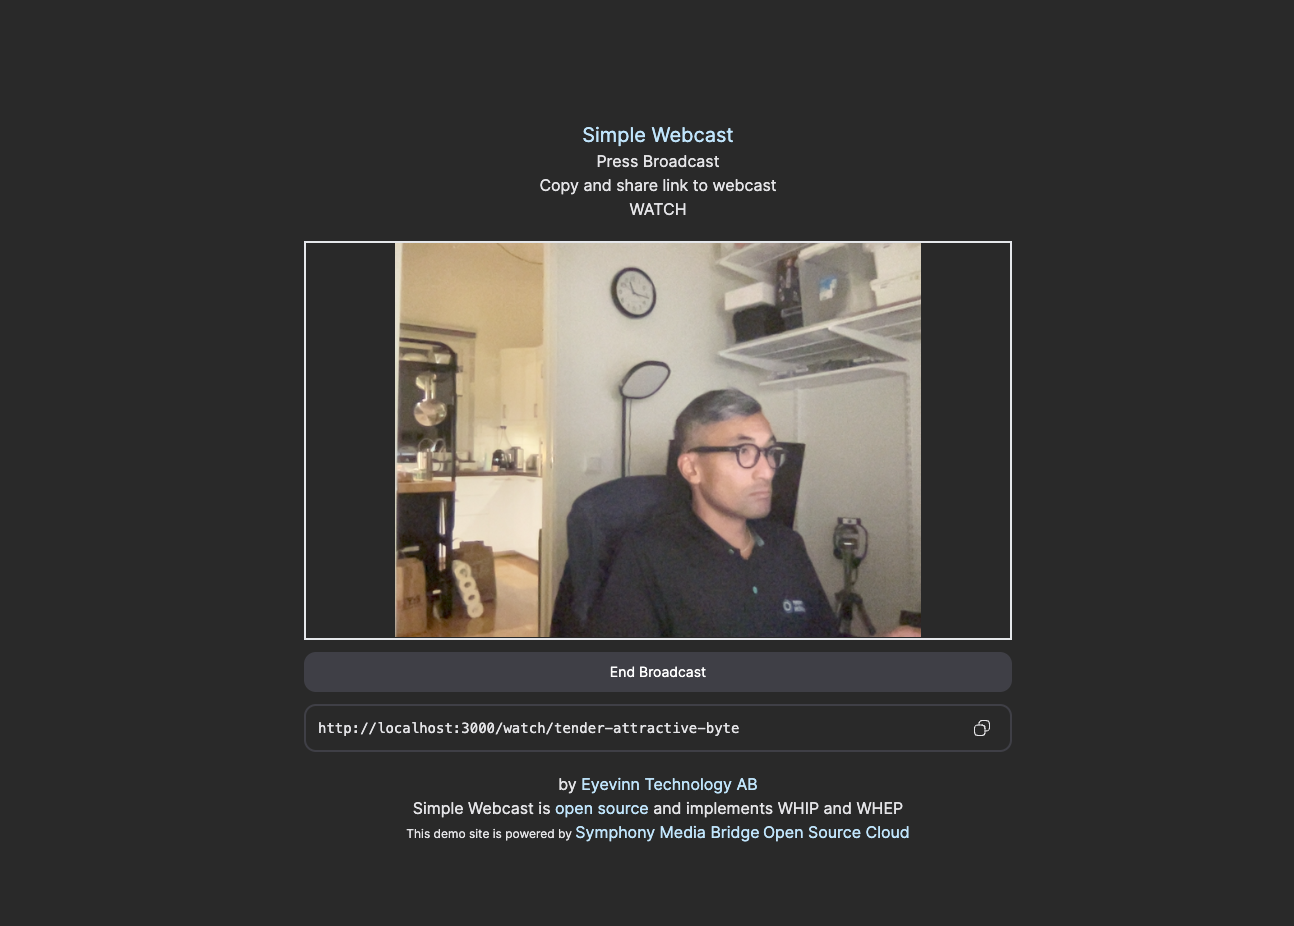 Simple Webcast
Press Broadcast
Copy and share link to webcast
WATCH
End Broadcast
http://localhost:3000/watch/tender-attractive-byte
by Eyevinn Technology AB
Simple Webcast is open source and implements WHIP and WHEP
This demo site is powered by Symphony Media Bridge Open Source Cloud